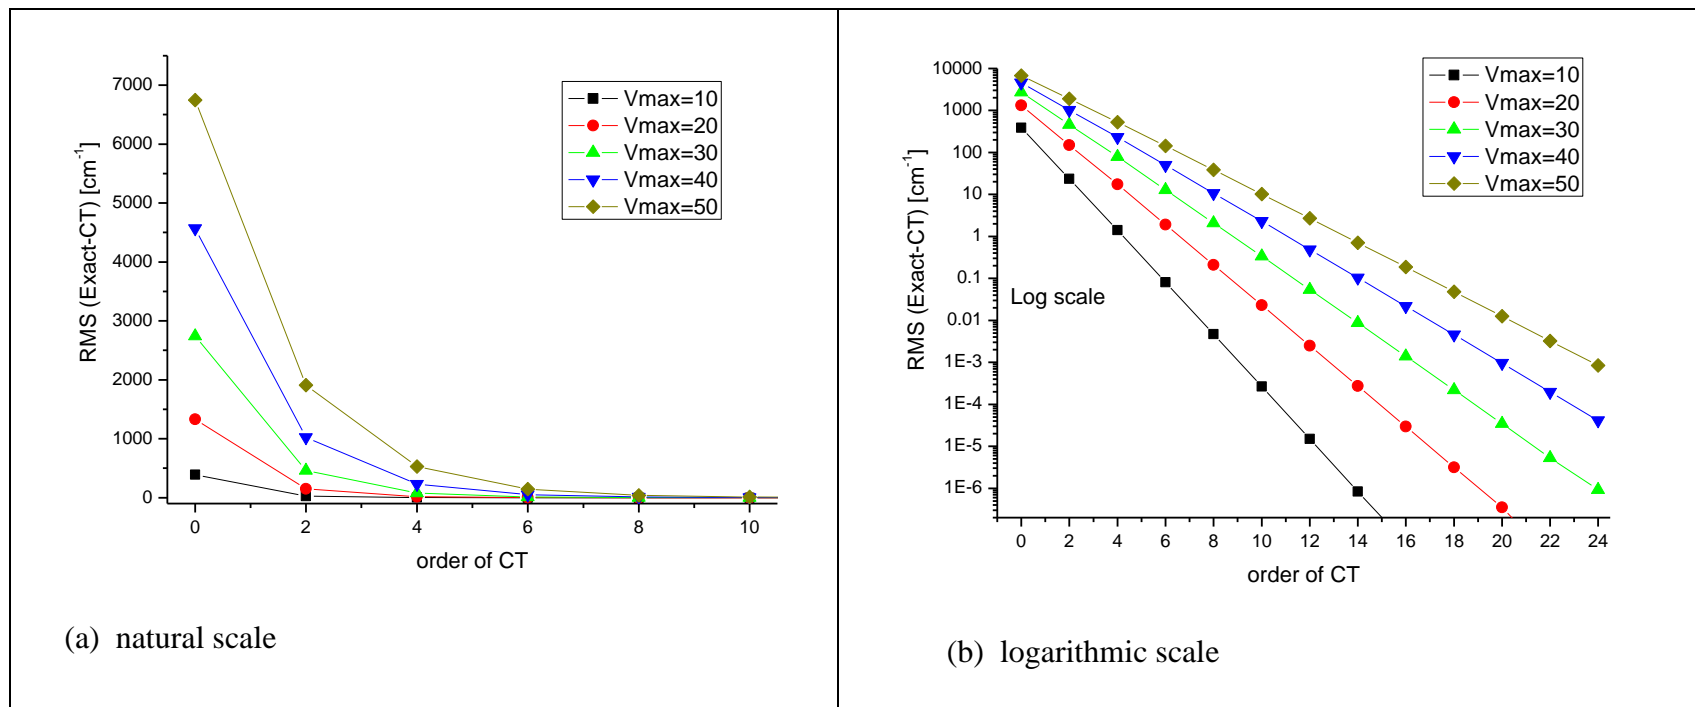 7000
6000
5000
4000
3000
2000
1000
0
RMS (Exact-CT) [cm-1]
0 2 4 6 8 10
order of CT
Vmax=10
Vmax=20
Vmax=30
Vmax=40
Vmax=50
(a) natural scale
10000
1000
100
10
1
0.1
0.01
1E-3
1E-4
1E-5
1E-6
RMS (Exact-CT) [cm-1]
Log scale
0 2 4 6 8 10 12 14 16 18 20 22 24
order of CT
Vmax=10
Vmax=20
Vmax=30
Vmax=40
Vmax=50
(b) logarithmic scale